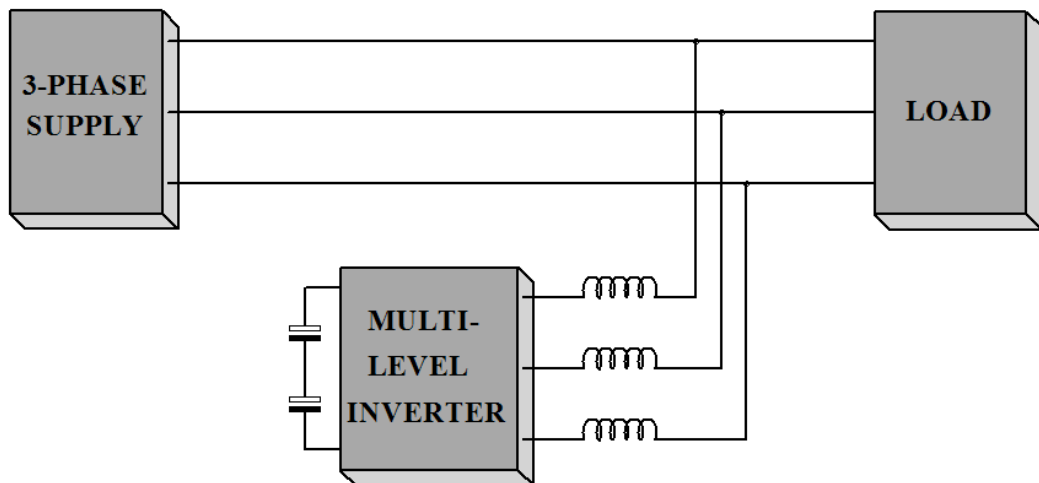 3-PHASE
SUPPLY
LOAD
MULTI-
LEVEL
INVERTER